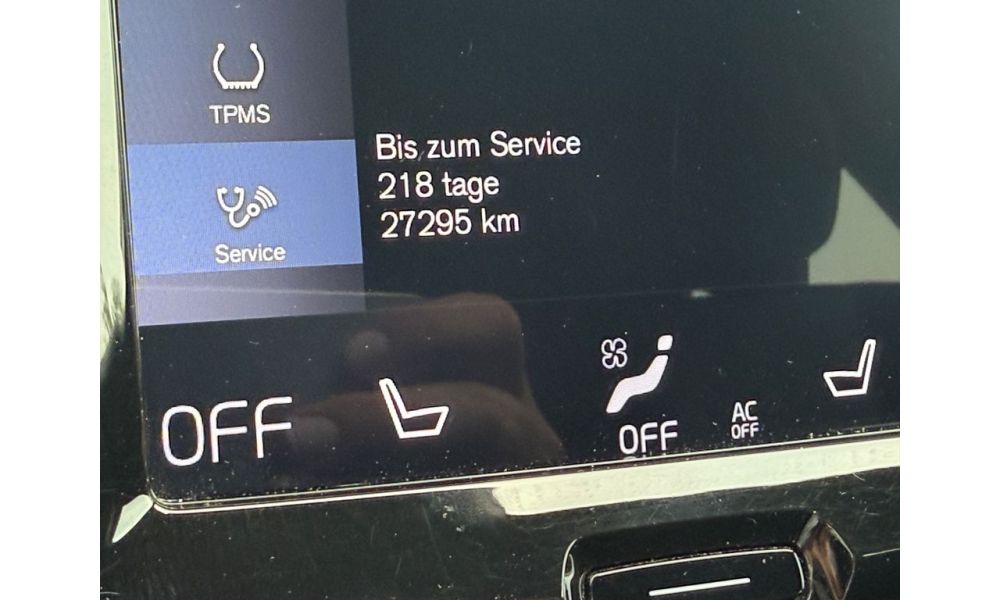 TPMS
Bis zum Service
218 tage
27295 km
Service
OFF
OFF
AC
OFF